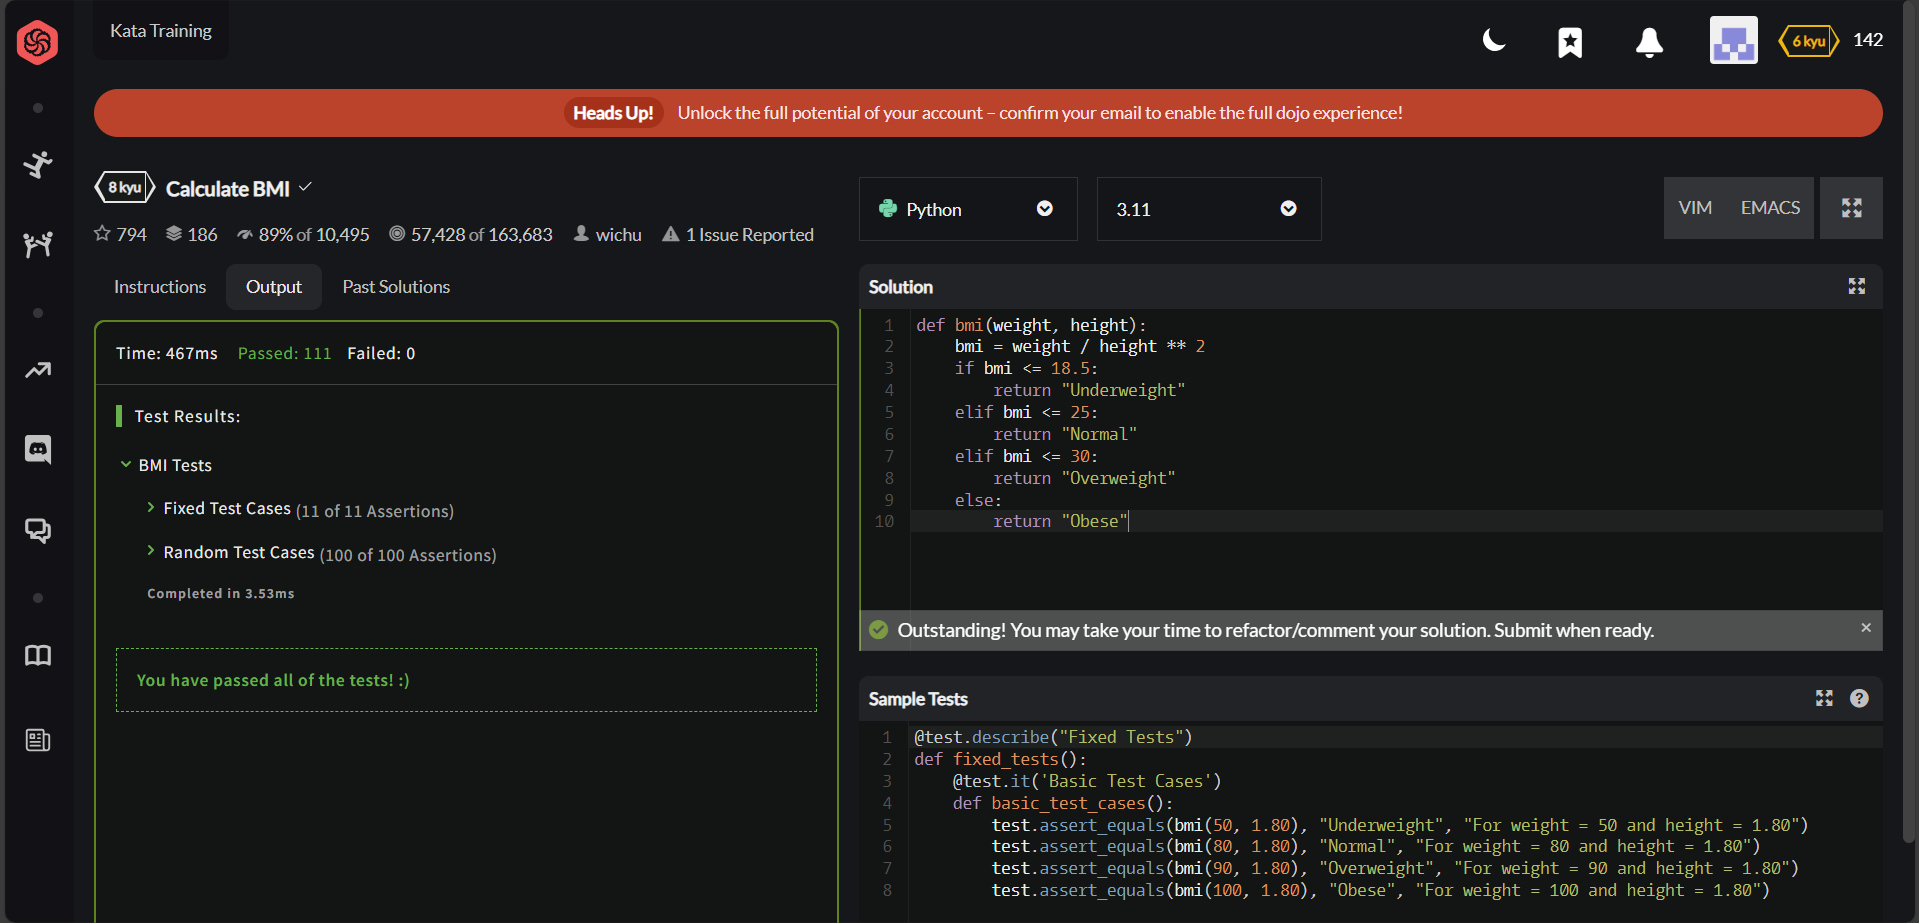 Kata Training
6 kyu
142
Heads Up! Unlock the full potential of your account – confirm your email to enable the full dojo experience!
8 kyu Calculate BMI
794 186 89% of 10,495 57,428 of 163,683 wichu 1 Issue Reported
Python
3.11
VIM EMACS
Instructions Output Past Solutions
Time: 467ms Passed: 111 Failed: 0
Test Results:
BMI Tests
Fixed Test Cases (11 of 11 Assertions)
Random Test Cases (100 of 100 Assertions)
Completed in 3.53ms
You have passed all of the tests! :)
Solution
1 def bmi(weight, height):
2     bmi = weight / height ** 2
3     if bmi <= 18.5:
4         return "Underweight"
5     elif bmi <= 25:
6         return "Normal"
7     elif bmi <= 30:
8         return "Overweight"
9     else:
10         return "Obese"
Outstanding! You may take your time to refactor/comment your solution. Submit when ready.
Sample Tests
1 @test.describe("Fixed Tests")
2 def fixed_tests():
3     @test.it('Basic Test Cases')
4     def basic_test_cases():
5         test.assert_equals(bmi(50, 1.80), "Underweight", "For weight = 50 and height = 1.80")
6         test.assert_equals(bmi(80, 1.80), "Normal", "For weight = 80 and height = 1.80")
7         test.assert_equals(bmi(90, 1.80), "Overweight", "For weight = 90 and height = 1.80")
8         test.assert_equals(bmi(100, 1.80), "Obese", "For weight = 100 and height = 1.80")